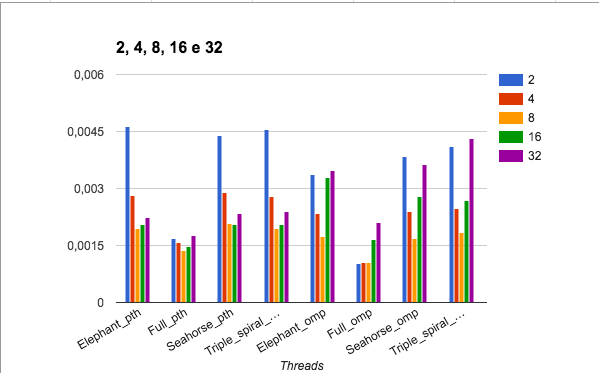 2, 4, 8, 16 e 32
0,006
0,0045
0,003
0,0015
0
2
4
8
16
32
Elephant_pth
Full_pth
Seahorse_pth
Triple_spiral_…
Elephant_omp
Full_omp
Seahorse_omp
Triple_spiral_…
Threads